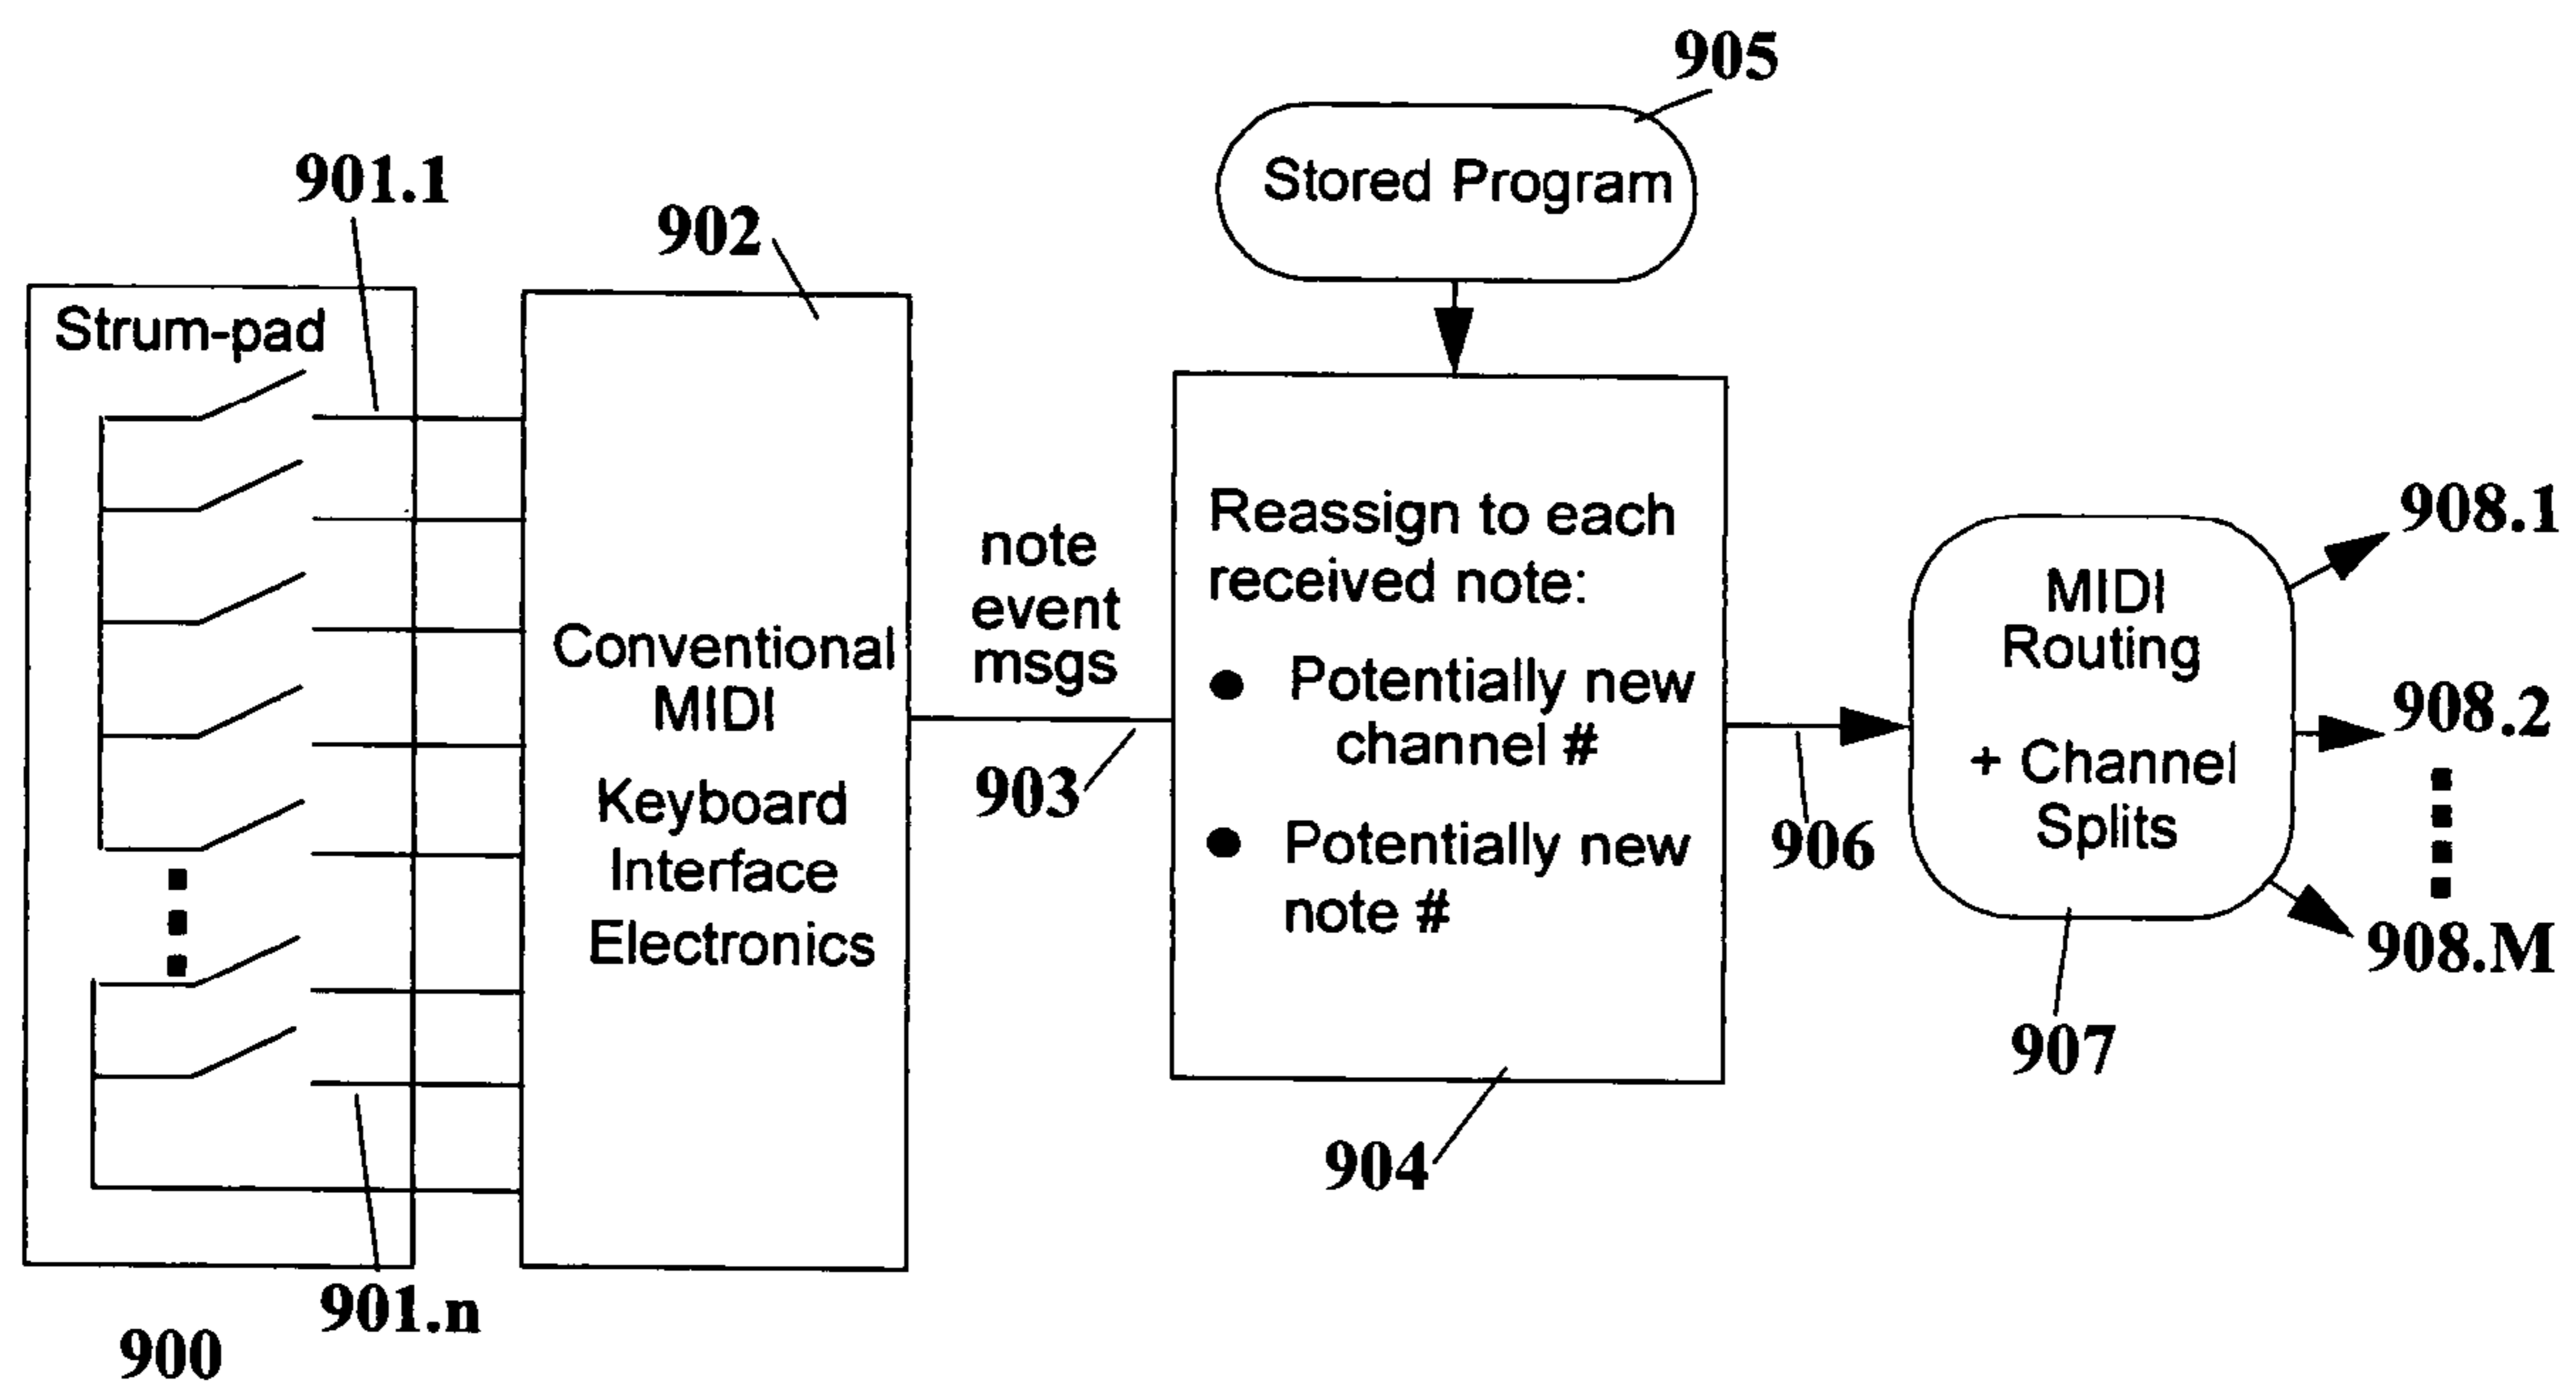 905
Stored Program
901.1
902
Strum-pad
Conventional
MIDI
Keyboard
Interface
Electronics
901.n
900
note
event
msgs
903
Reassign to each
received note:
● Potentially new
channel #
● Potentially new
note #
904
906
MIDI
Routing
+ Channel
Splits
907
908.1
908.2
908.M